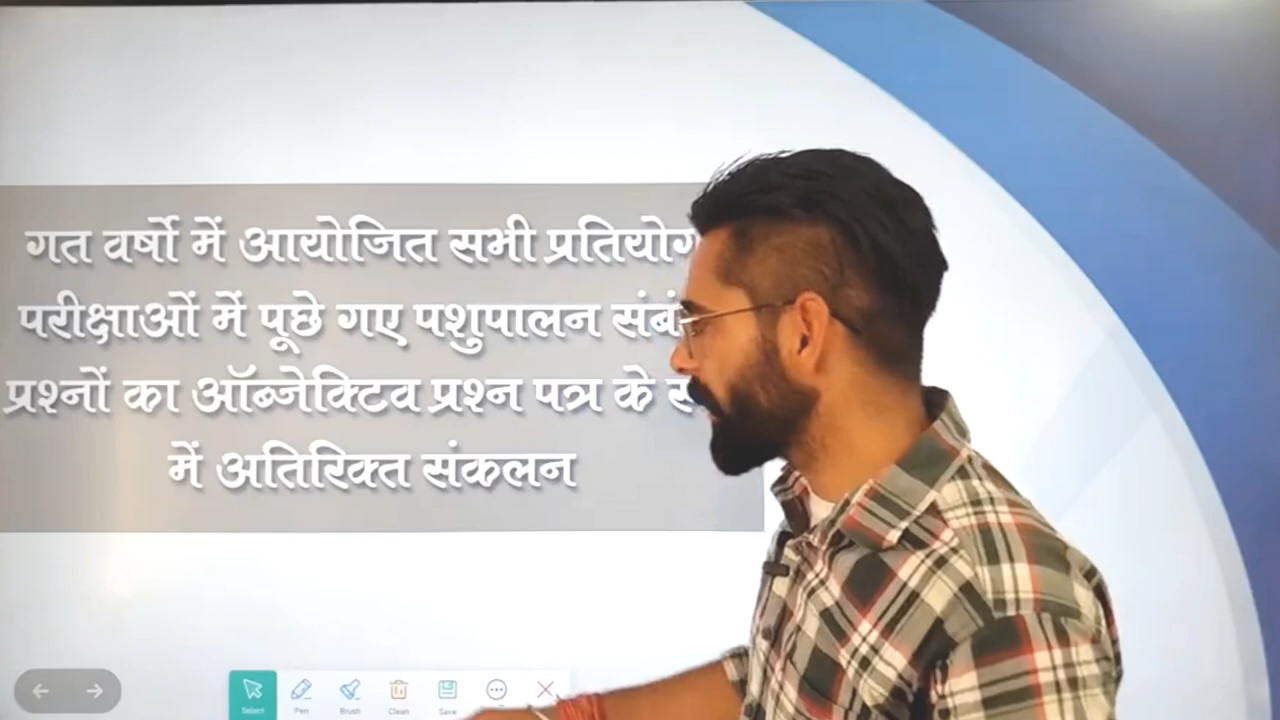 गत वर्षो में आयोजित सभी
परीक्षाओं में पूछे गए पशुपालन
प्रश्नों का ऑब्जेक्टिव प्रश्न पत्र के
में अतिरिक्त संकलन
Select Pen Brush Clean Save